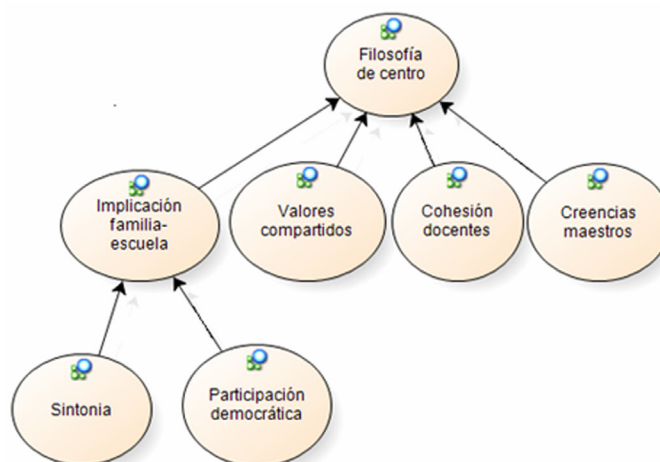 Filosofía
de centro
Implicación
familia-
escuela
Valores
compartidos
Cohesión
docentes
Creencias
maestros
Sintonia
Participación
democrática